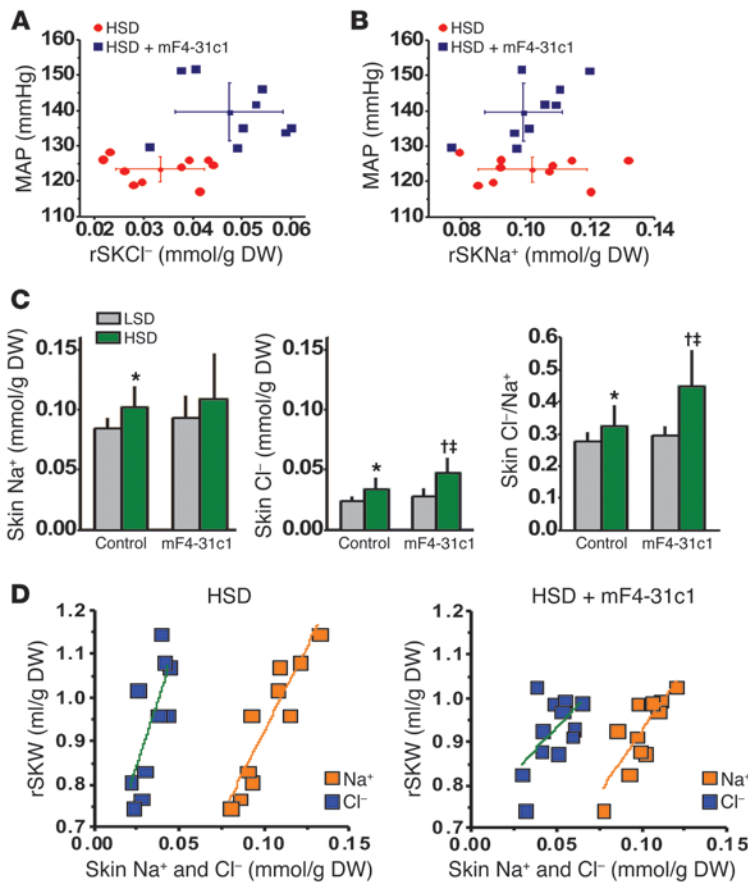 A
HSD
HSD + mF4-31c1
MAP (mmHg)
160
150
140
130
120
110
0.02 0.03 0.04 0.05 0.06
rSKCl⁻ (mmol/g DW)
B
HSD
HSD + mF4-31c1
MAP (mmHg)
160
150
140
130
120
110
0.08 0.10 0.12 0.14
rSKNa⁺ (mmol/g DW)
C
LSD
HSD
Skin Na⁺ (mmol/g DW)
0.15
0.10
0.05
0.00
*
Control mF4-31c1
Skin Cl⁻ (mmol/g DW)
0.15
0.10
0.05
0.00
*
†‡
Control mF4-31c1
Skin Cl⁻/Na⁺
0.6
0.5
0.4
0.3
0.2
0.1
0.0
*
†‡
Control mF4-31c1
D
HSD
rSKW (ml/g DW)
1.2
1.1
1.0
0.9
0.8
0.7
Na⁺
Cl⁻
0.00 0.05 0.10 0.15
Skin Na⁺ and Cl⁻ (mmol/g DW)
HSD + mF4-31c1
rSKW (ml/g DW)
1.2
1.1
1.0
0.9
0.8
0.7
Na⁺
Cl⁻
0.00 0.05 0.10 0.15
Skin Na⁺ and Cl⁻ (mmol/g DW)